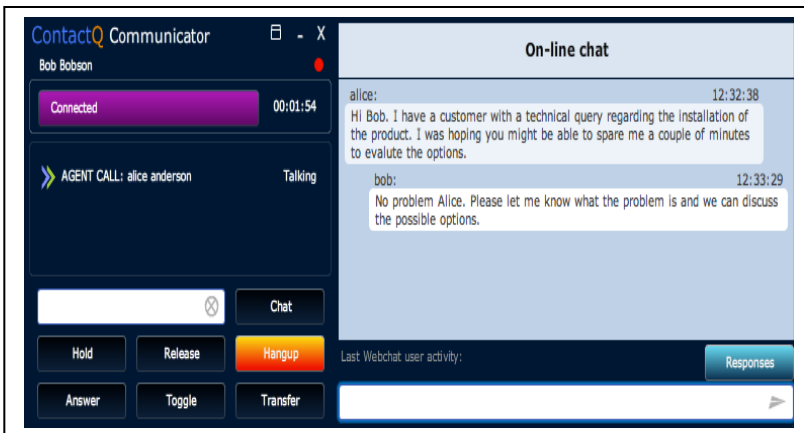 ContactQ Communicator
- X
Bob Bobson
Connected
00:01:54
AGENT CALL: alice anderson
Talking
Chat
Hold
Release
Hangup
Answer
Toggle
Transfer
On-line chat
alice:
12:32:38
Hi Bob. I have a customer with a technical query regarding the installation of
the product. I was hoping you might be able to spare me a couple of minutes
to evalute the options.
bob:
12:33:29
No problem Alice. Please let me know what the problem is and we can discuss
the possible options.
Last Webchat user activity:
Responses